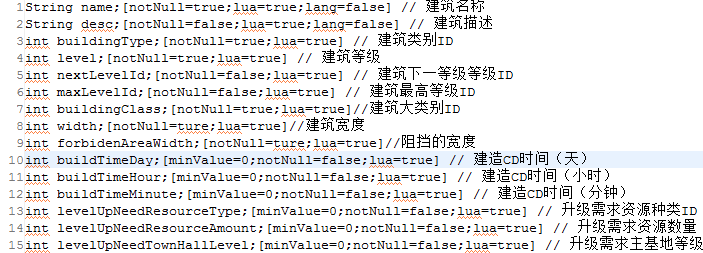 1String name;[notNull=true;lua=true;lang=false] // 建筑名称
2String desc;[notNull=false;lua=true;lang=false] // 建筑描述
3int buildingType;[notNull=true;lua=true] // 建筑类别ID
4int level;[notNull=true;lua=true] // 建筑等级
5int nextLevelId;[notNull=false;lua=true] // 建筑下一等级等级ID
6int maxLevelId;[notNull=false;lua=true] // 建筑最高等级ID
7int buildingClass;[notNull=true;lua=true]//建筑大类别ID
8int width;[notNull=ture;lua=true]//建筑宽度
9int forbidenAreaWidth;[notNull=ture;lua=true]//阻挡的宽度
10int buildTimeDay;[minValue=0;notNull=false;lua=true] // 建造CD时间（天）
11int buildTimeHour;[minValue=0;notNull=false;lua=true] // 建造CD时间（小时）
12int buildTimeMinute;[minValue=0;notNull=false;lua=true] // 建造CD时间（分钟）
13int levelUpNeedResourceType;[minValue=0;notNull=false;lua=true] // 升级需求资源种类ID
14int levelUpNeedResourceAmount;[minValue=0;notNull=false;lua=true] // 升级需求资源数量
15int levelUpNeedTownHallLevel;[minValue=0;notNull=false;lua=true] // 升级需求主基地等级